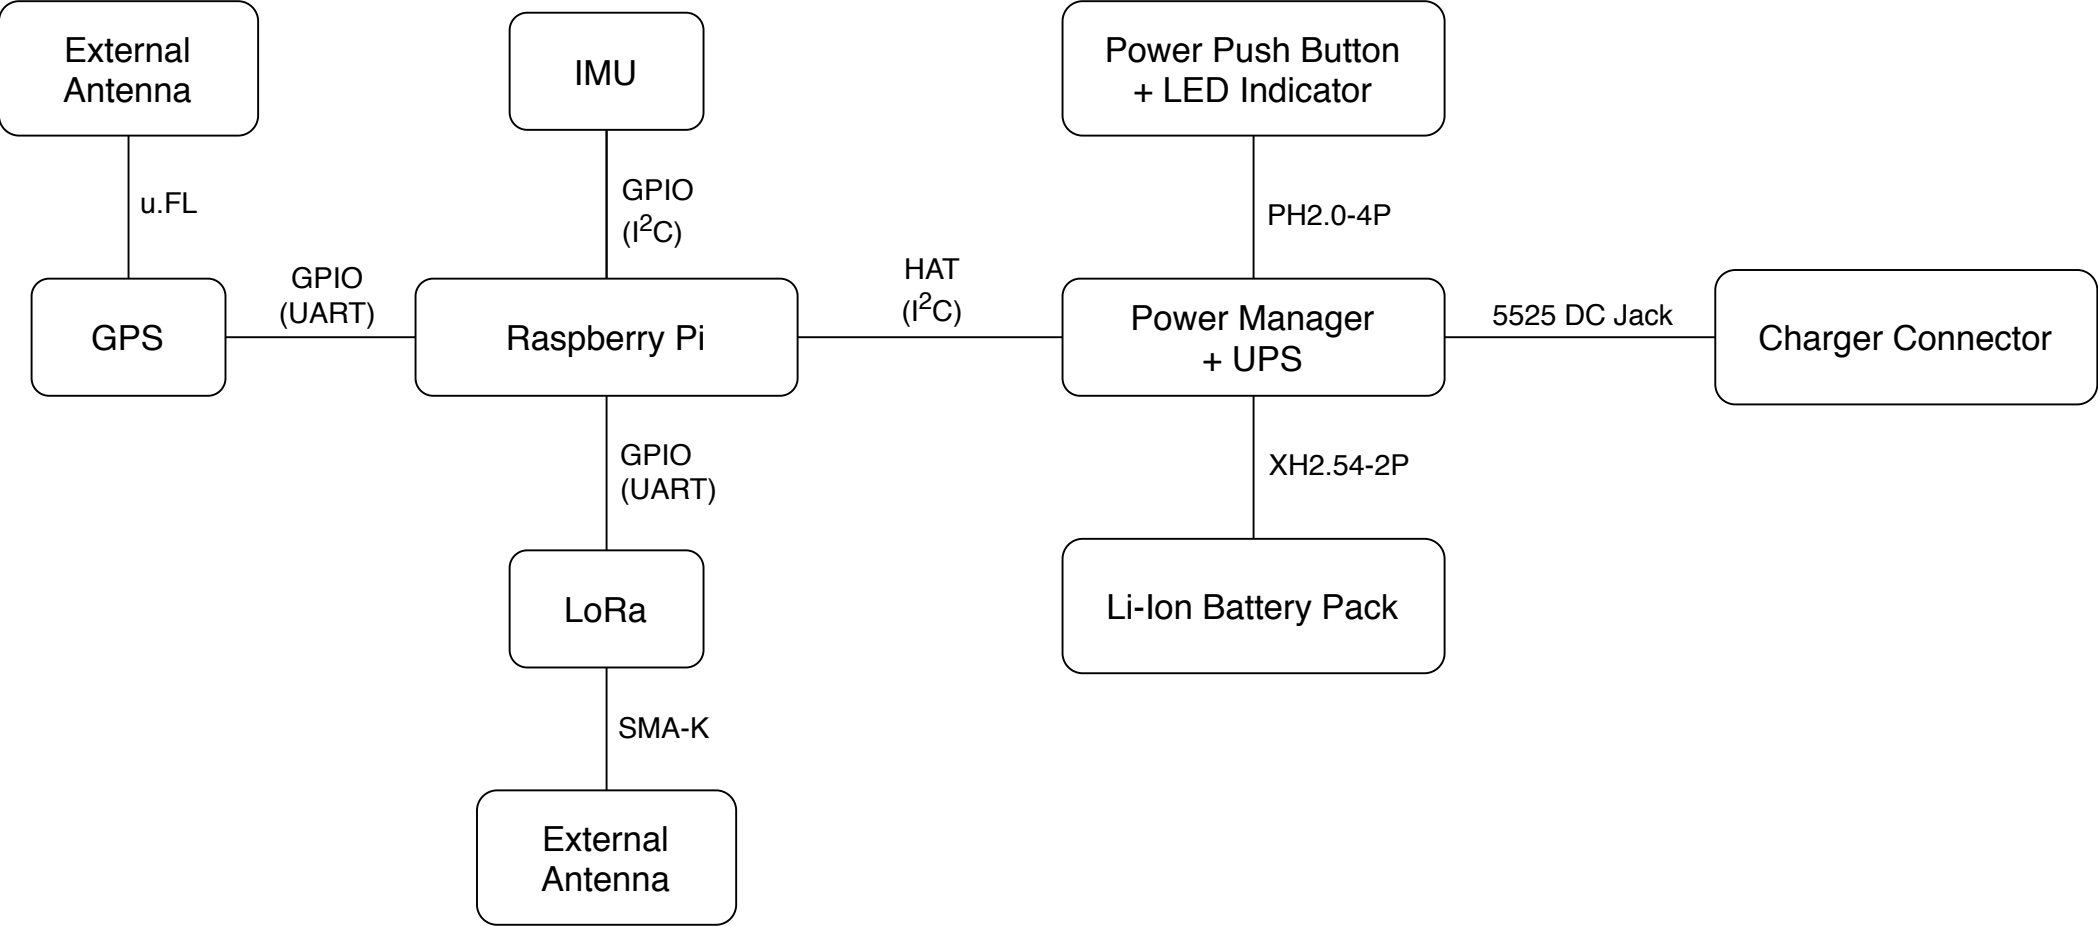 External
Antenna
IMU
Power Push Button
+ LED Indicator
u.FL
GPIO
(I²C)
PH2.0-4P
GPS
GPIO
(UART)
Raspberry Pi
HAT
(I²C)
Power Manager
+ UPS
5525 DC Jack
Charger Connector
GPIO
(UART)
XH2.54-2P
LoRa
Li-Ion Battery Pack
SMA-K
External
Antenna